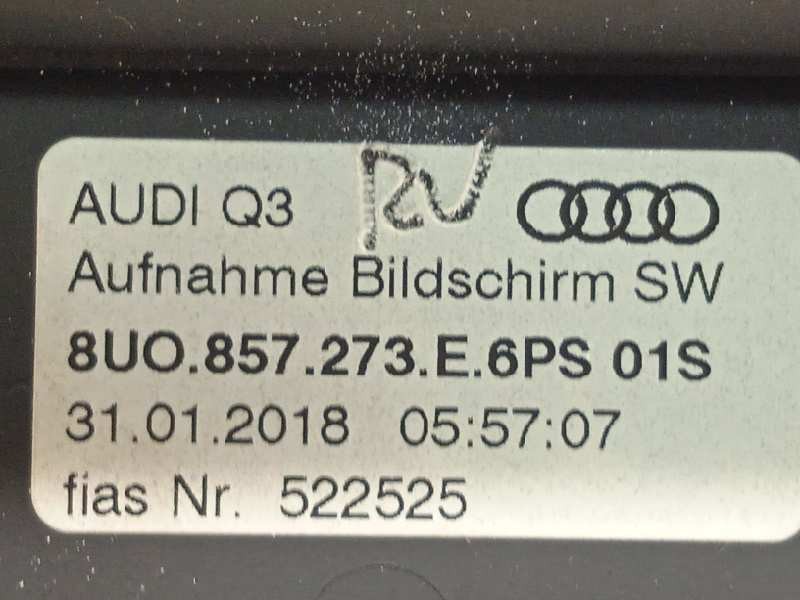 AUDI Q3
Aufnahme Bildschirm SW
8UO.857.273.E.6PS 01S
31.01.2018 05:57:07
fias Nr. 522525